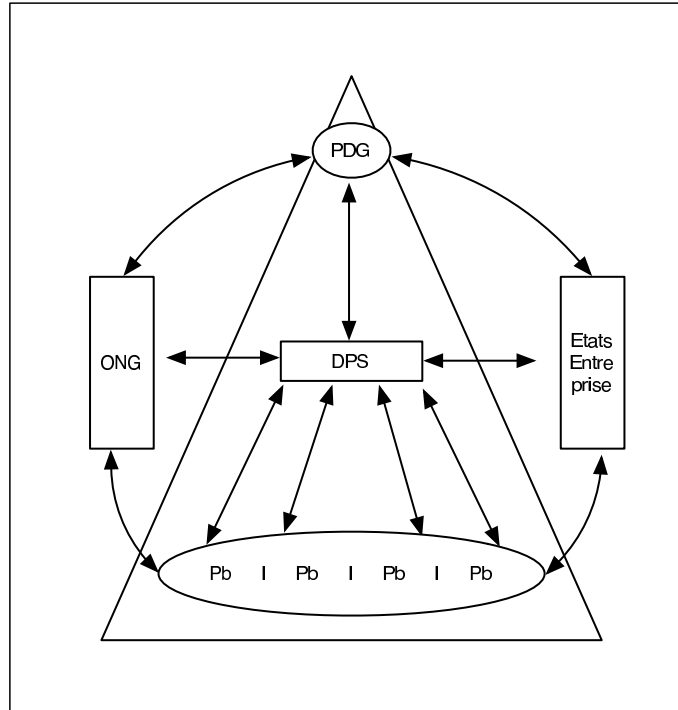 PDG
ONG
DPS
Etats
Entre
prise
Pb I Pb I Pb I Pb